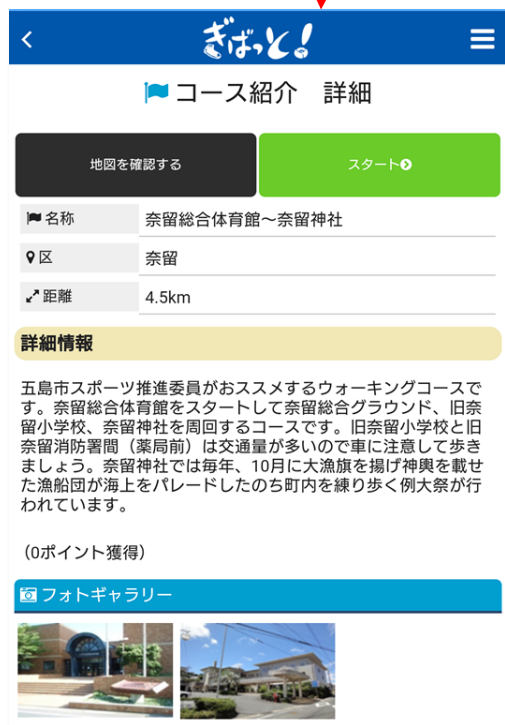 ぎばっと!
コース紹介　詳細
地図を確認する
スタート
名称
奈留総合体育館～奈留神社
区
奈留
距離
4.5km
詳細情報
五島市スポーツ推進委員がおススメするウォーキングコースで
す。奈留総合体育館をスタートして奈留総合グラウンド、旧奈
留小学校、奈留神社を周回するコースです。旧奈留小学校と旧
奈留消防署間（薬局前）は交通量が多いので車に注意して歩き
ましょう。奈留神社では毎年、10月に大漁旗を揚げ神輿を載せ
た漁船団が海上をパレードしたのち町内を練り歩く例大祭が行
われています。
（0ポイント獲得）
フォトギャラリー